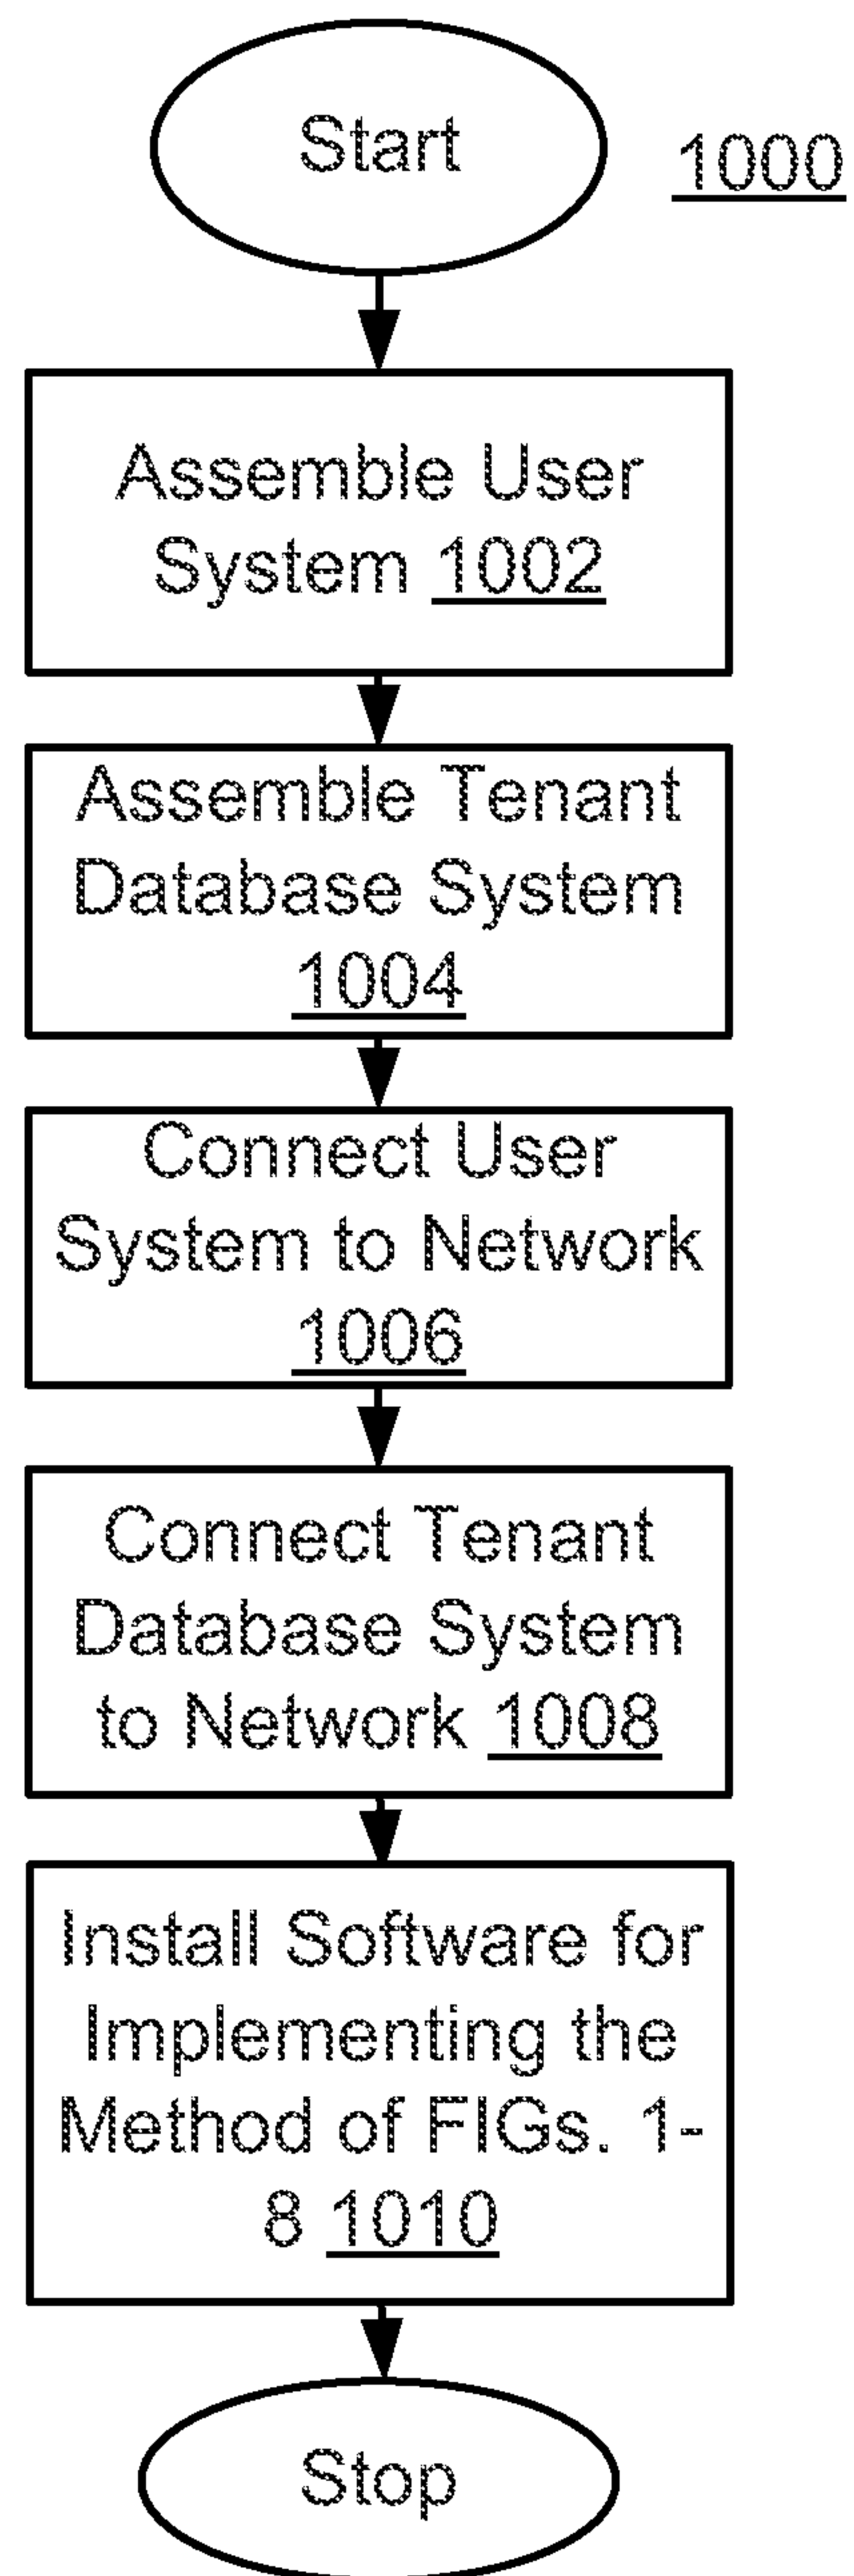 Start
1000
Assemble User
System 1002
Assemble Tenant
Database System
1004
Connect User
System to Network
1006
Connect Tenant
Database System
to Network 1008
Install Software for
Implementing the
Method of FIGs. 1-
8 1010
Stop